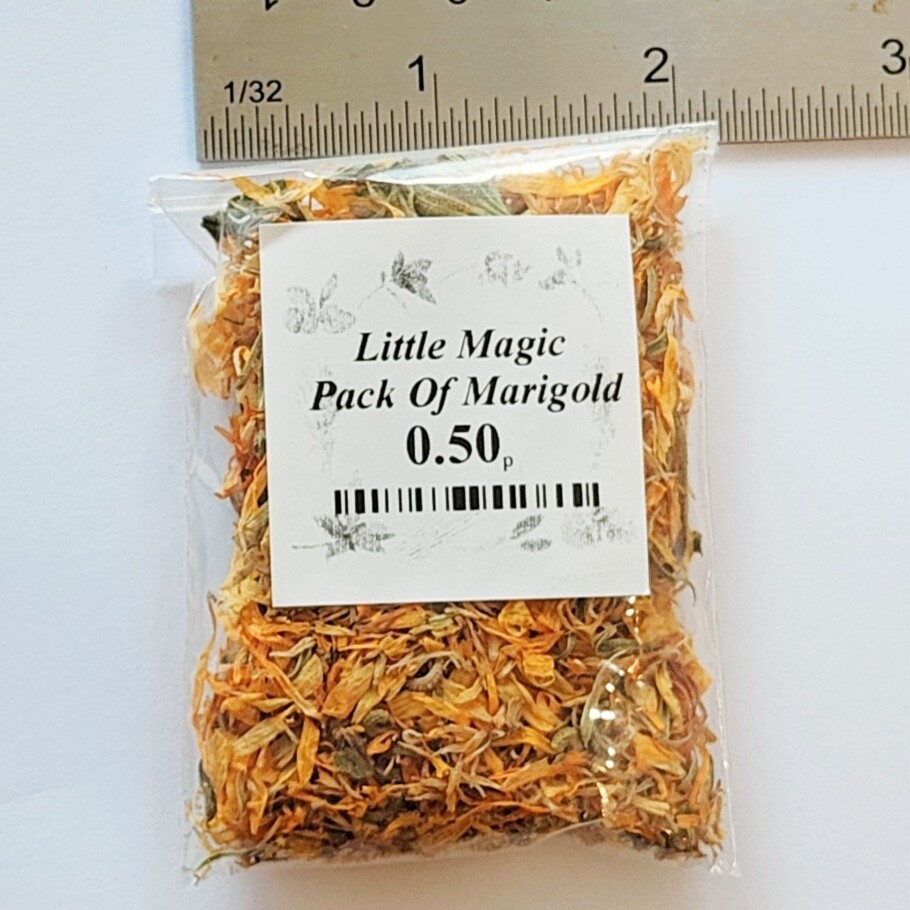 1/32 1 2 3
Little Magic
Pack Of Marigold
0.50p